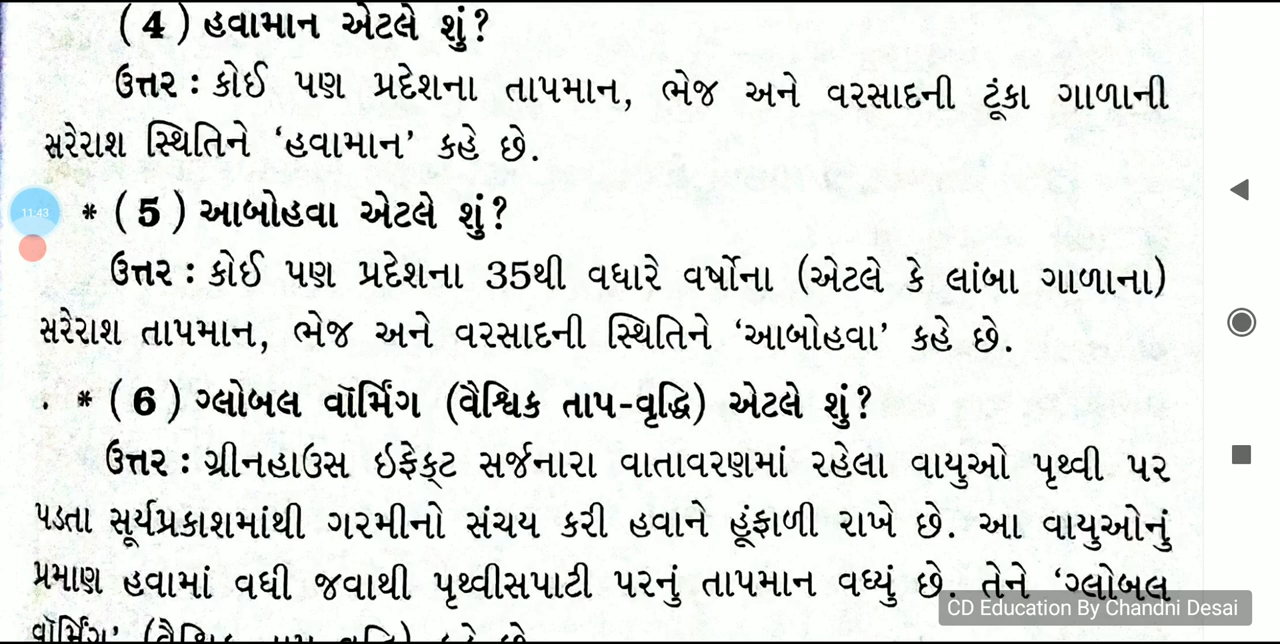 (4) હવામાન એટલે શું?
ઉત્તર : કોઈ પણ પ્રદેશના તાપમાન, ભેજ અને વરસાદની ટૂંકા ગાળાની
સરેરાશ સ્થિતિને ‘હવામાન’ કહે છે.
11:43
* (5) આબોહવા એટલે શું?
ઉત્તર : કોઈ પણ પ્રદેશના 35થી વધારે વર્ષોના (એટલે કે લાંબા ગાળાના)
સરેરાશ તાપમાન, ભેજ અને વરસાદની સ્થિતિને ‘આબોહવા’ કહે છે.
* (6) ગ્લોબલ વૉર્મિંગ (વૈશ્વિક તાપ-વૃદ્ધિ) એટલે શું?
ઉત્તર : ગ્રીનહાઉસ ઇફેક્ટ સર્જનારા વાતાવરણમાં રહેલા વાયુઓ પૃથ્વી પર
પડતા સૂર્યપ્રકાશમાંથી ગરમીનો સંચય કરી હવાને હૂંફાળી રાખે છે. આ વાયુઓનું
પ્રમાણ હવામાં વધી જવાથી પૃથ્વીસપાટી પરનું તાપમાન વધ્યું છે. તેને ‘ગ્લોબલ
CD Education By Chandni Desai